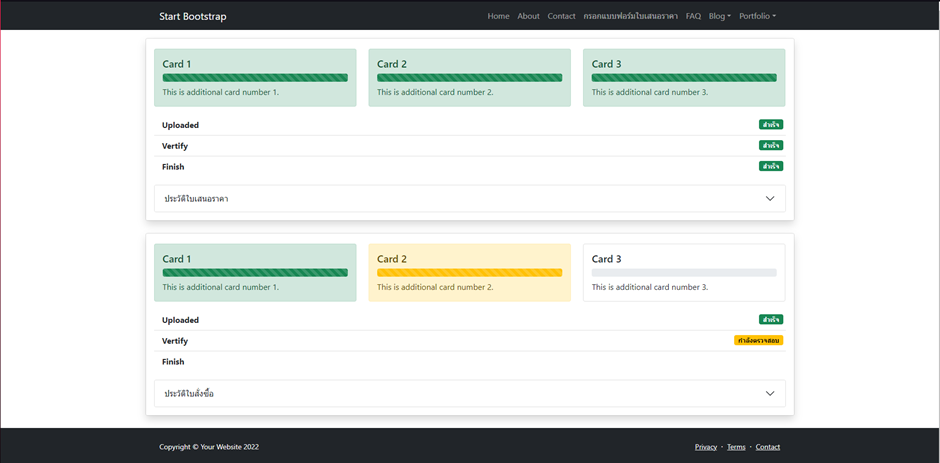 Start Bootstrap
Home About Contact กรอกแบบฟอร์มใบเสนอราคา FAQ Blog Portfolio
Card 1 Card 2 Card 3
This is additional card number 1. This is additional card number 2. This is additional card number 3.
Uploaded สำเร็จ
Vertify สำเร็จ
Finish สำเร็จ
ประวัติใบเสนอราคา
Card 1 Card 2 Card 3
This is additional card number 1. This is additional card number 2. This is additional card number 3.
Uploaded สำเร็จ
Vertify กำลังตรวจสอบ
Finish
ประวัติใบสั่งซื้อ
Copyright © Your Website 2022 Privacy · Terms · Contact